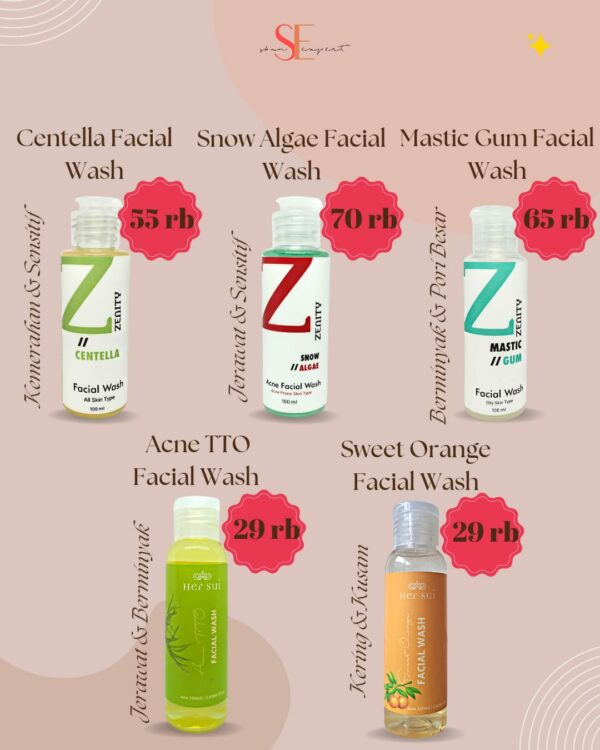 SE
skin expert
Centella Facial
Wash
Snow Algae Facial
Wash
Mastic Gum Facial
Wash
55 rb
70 rb
65 rb
Kemerahan & Sensitif
Jerawat & Sensitif
Berminyak & Pori Besar
Z
ZENITY
//
CENTELLA
Facial Wash
All Skin Type
100 ml
Z
ZENITY
SNOW
// ALGAE
Acne Facial Wash
Acne Prone Skin Type
100 ml
Z
ZENITY
MASTIC
// GUM
Facial Wash
Oily Skin Type
100 ml
Acne TTO
Facial Wash
Sweet Orange
Facial Wash
29 rb
29 rb
Jerawat & Berminyak
Kering & Kusam
Her Sui
Acne TTO
FACIAL WASH
Her Sui
Sweet Orange
FACIAL WASH